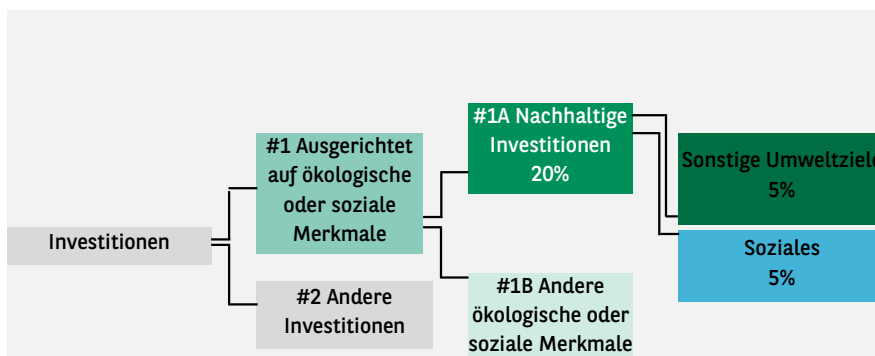 Investitionen
#1 Ausgerichtet
auf ökologische
oder soziale
Merkmale
#2 Andere
Investitionen
#1A Nachhaltige
Investitionen
20%
#1B Andere
ökologische oder
soziale Merkmale
Sonstige Umweltziele
5%
Soziales
5%